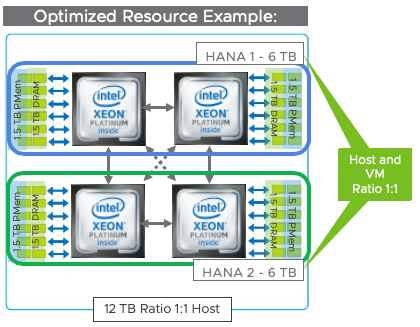 Optimized Resource Example:
HANA 1 - 6 TB
1.5 TB PMem
1.5 TB DRAM
intel
XEON
PLATINUM
inside
intel
XEON
PLATINUM
inside
1.5 TB DRAM
1.5 TB PMem
Host and
VM
Ratio 1:1
1.5 TB PMem
1.5 TB DRAM
intel
XEON
PLATINUM
inside
intel
XEON
PLATINUM
inside
1.5 TB DRAM
1.5 TB PMem
HANA 2 - 6 TB
12 TB Ratio 1:1 Host